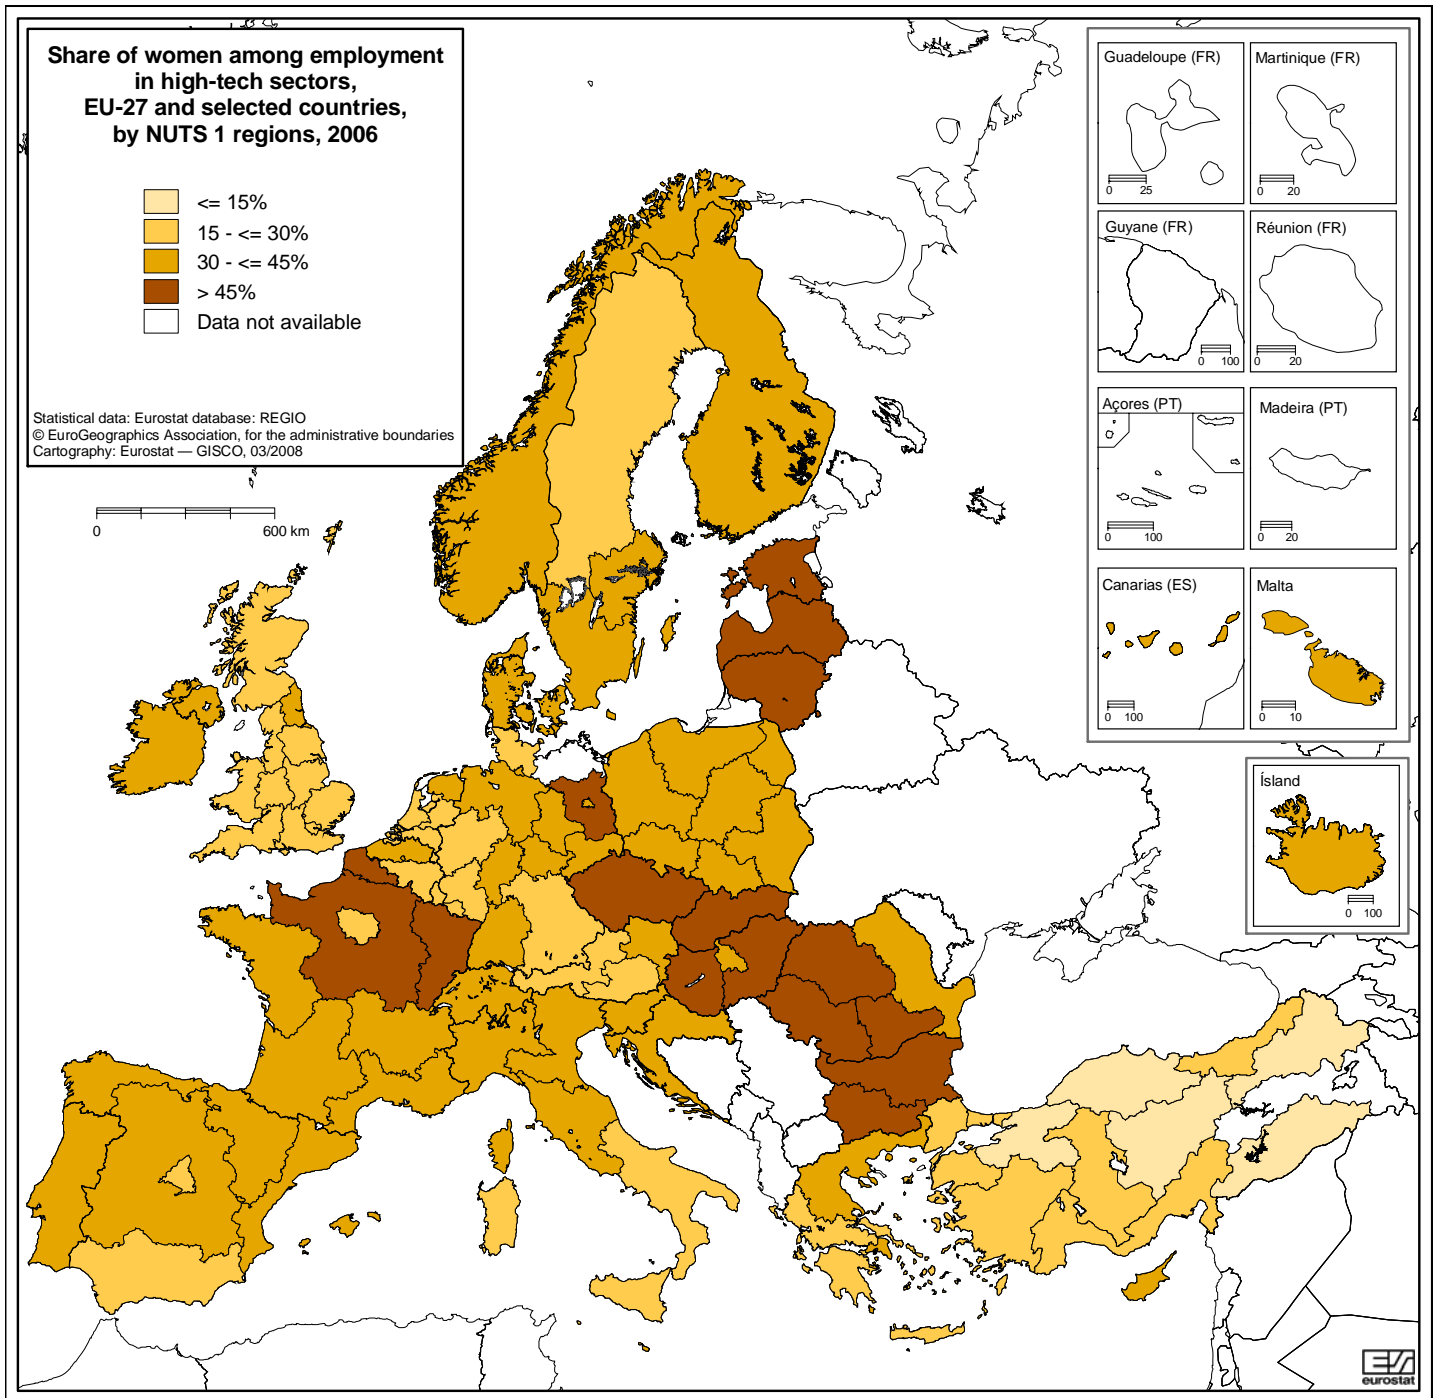 Share of women among employment
in high-tech sectors,
EU-27 and selected countries,
by NUTS 1 regions, 2006
<= 15%
15 - <= 30%
30 - <= 45%
> 45%
Data not available
Statistical data: Eurostat database: REGIO
© EuroGeographics Association, for the administrative boundaries
Cartography: Eurostat — GISCO, 03/2008
0 600 km
Guadeloupe (FR)
0 25
Martinique (FR)
0 20
Guyane (FR)
0 100
Réunion (FR)
0 20
Açores (PT)
0 100
Madeira (PT)
0 20
Canarias (ES)
0 100
Malta
0 10
Ísland
0 100
eurostat